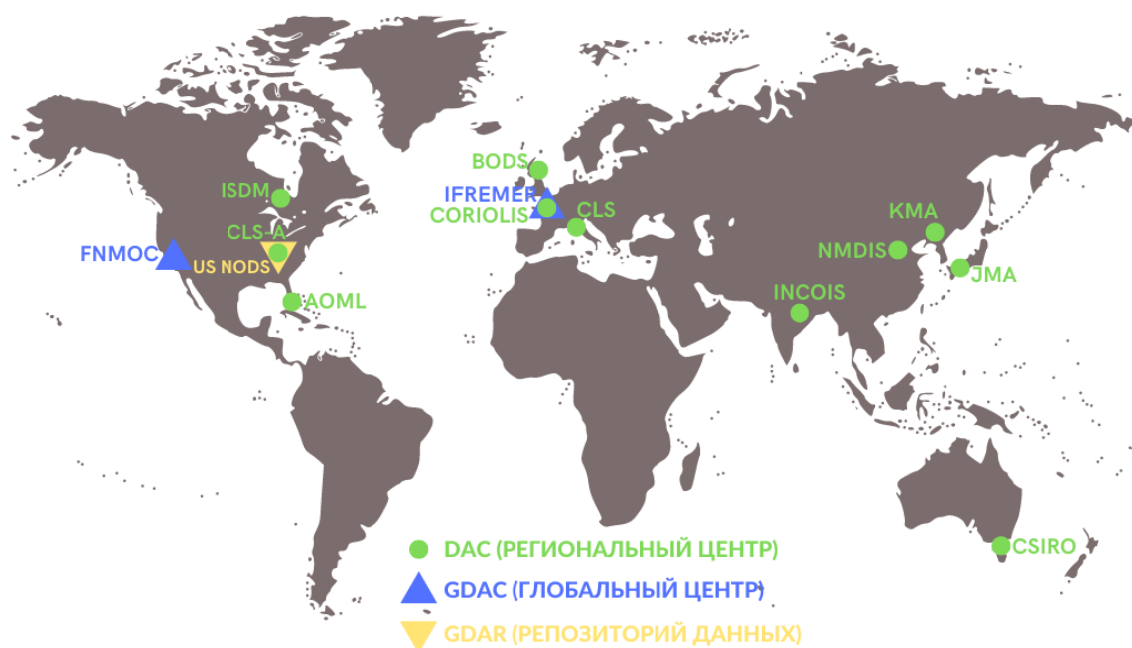 BODS
ISDM
IFREMER
CORIOLIS
CLS
KMA
CLS-A
FNMOC
US NODS
NMDIS
JMA
INCOIS
AOML
CSIRO
DAC (РЕГИОНАЛЬНЫЙ ЦЕНТР)
GDAC (ГЛОБАЛЬНЫЙ ЦЕНТР)
GDAR (РЕПОЗИТОРИЙ ДАННЫХ)